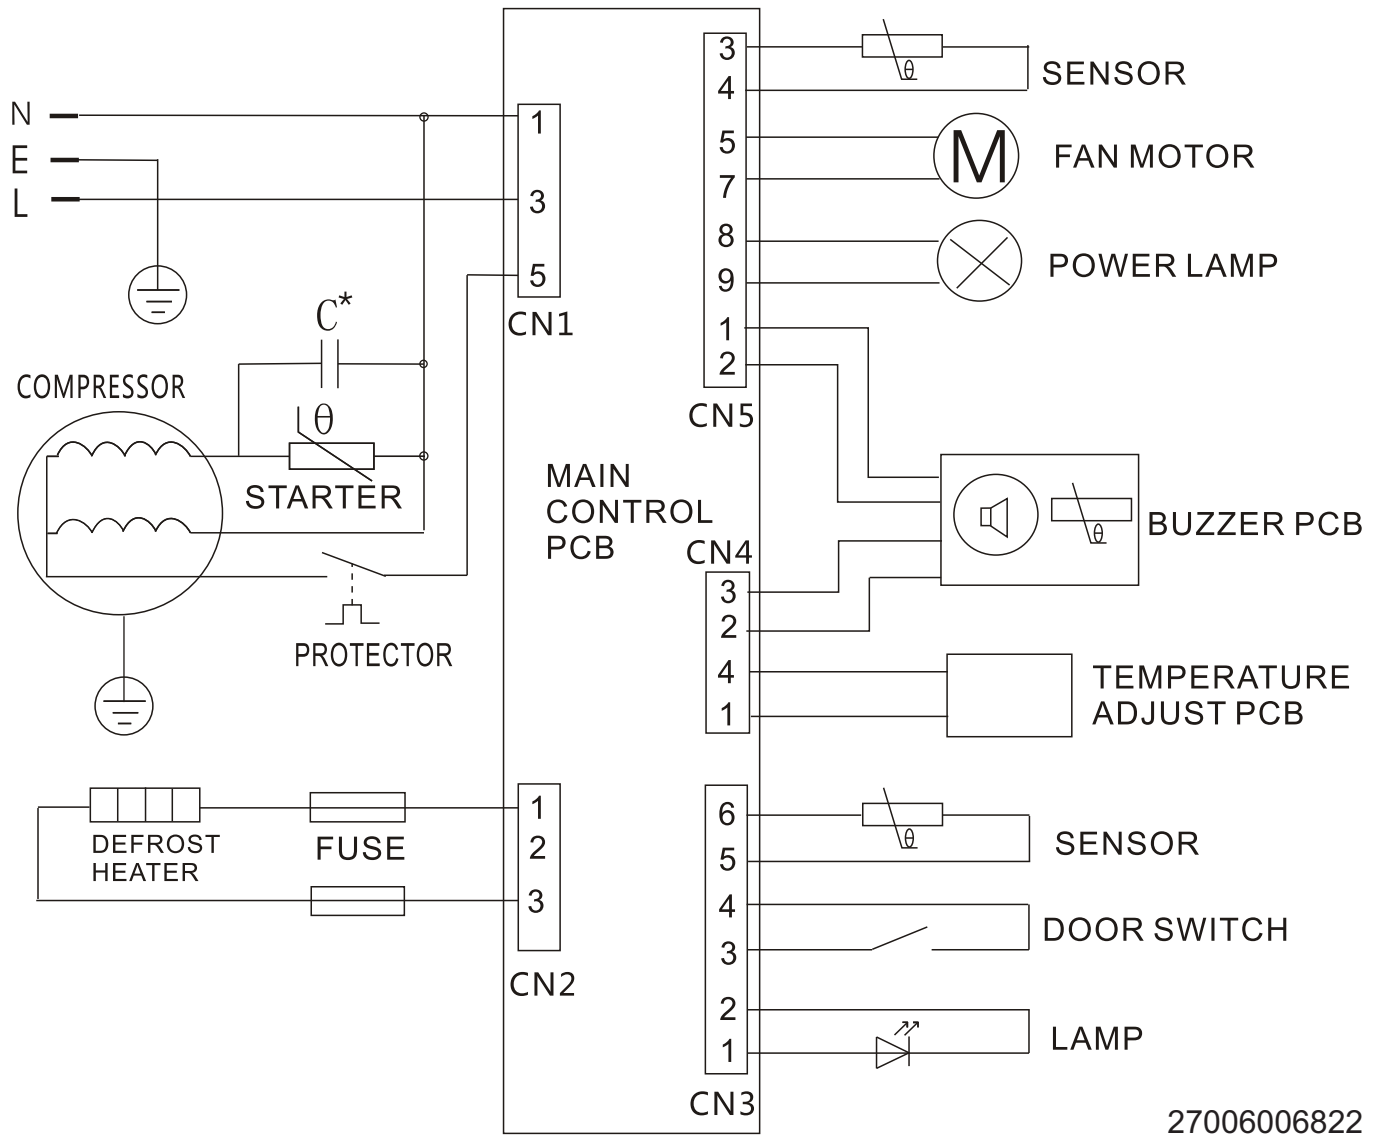 N
E
L
1
3
5
CN1
C*
COMPRESSOR
θ
STARTER
PROTECTOR
DEFROST
HEATER
FUSE
1
2
3
CN2
MAIN
CONTROL
PCB
3
4
5
7
8
9
1
2
CN5
θ
SENSOR
M
FAN MOTOR
POWER LAMP
θ
BUZZER PCB
CN4
3
2
4
1
TEMPERATURE
ADJUST PCB
6
5
4
3
2
1
CN3
θ
SENSOR
DOOR SWITCH
LAMP
27006006822